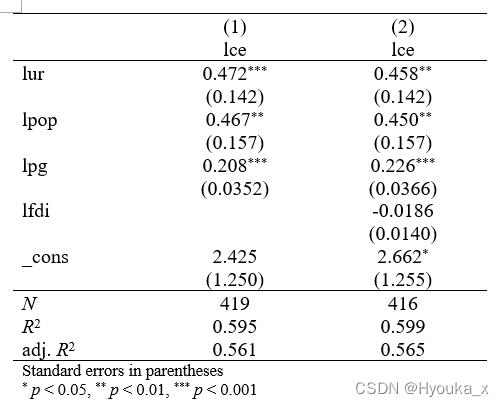 (1) (2)
lce lce
lur 0.472*** 0.458**
(0.142) (0.142)
lpop 0.467** 0.450**
(0.157) (0.157)
lpg 0.208*** 0.226***
(0.0352) (0.0366)
lfdi -0.0186
(0.0140)
_cons 2.425 2.662*
(1.250) (1.255)
N 419 416
R² 0.595 0.599
adj. R² 0.561 0.565
Standard errors in parentheses
* p < 0.05, ** p < 0.01, *** p < 0.001
CSDN @Hyouka_x